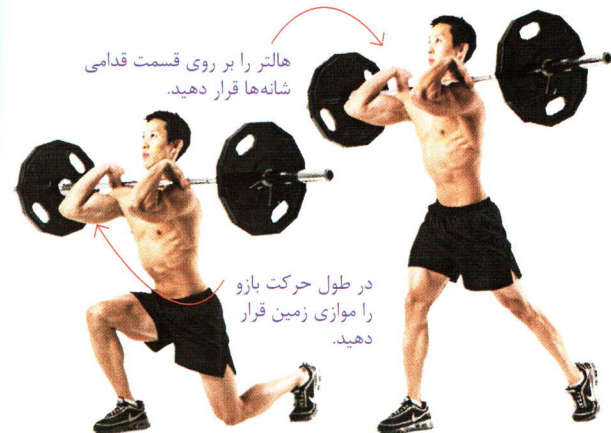 هالتر را بر روی قسمت قدامی
شانه‌ها قرار دهید.
در طول حرکت بازو
را موازی زمین قرار
دهید.